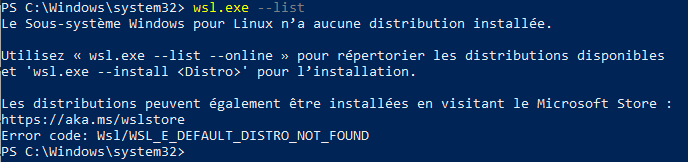 PS C:\Windows\system32> wsl.exe --list
Le Sous-système Windows pour Linux n’a aucune distribution installée.
Utilisez « wsl.exe --list --online » pour répertorier les distributions disponibles
et 'wsl.exe --install <Distro>' pour l’installation.
Les distributions peuvent également être installées en visitant le Microsoft Store :
https://aka.ms/wslstore
Error code: Wsl/WSL_E_DEFAULT_DISTRO_NOT_FOUND
PS C:\Windows\system32>